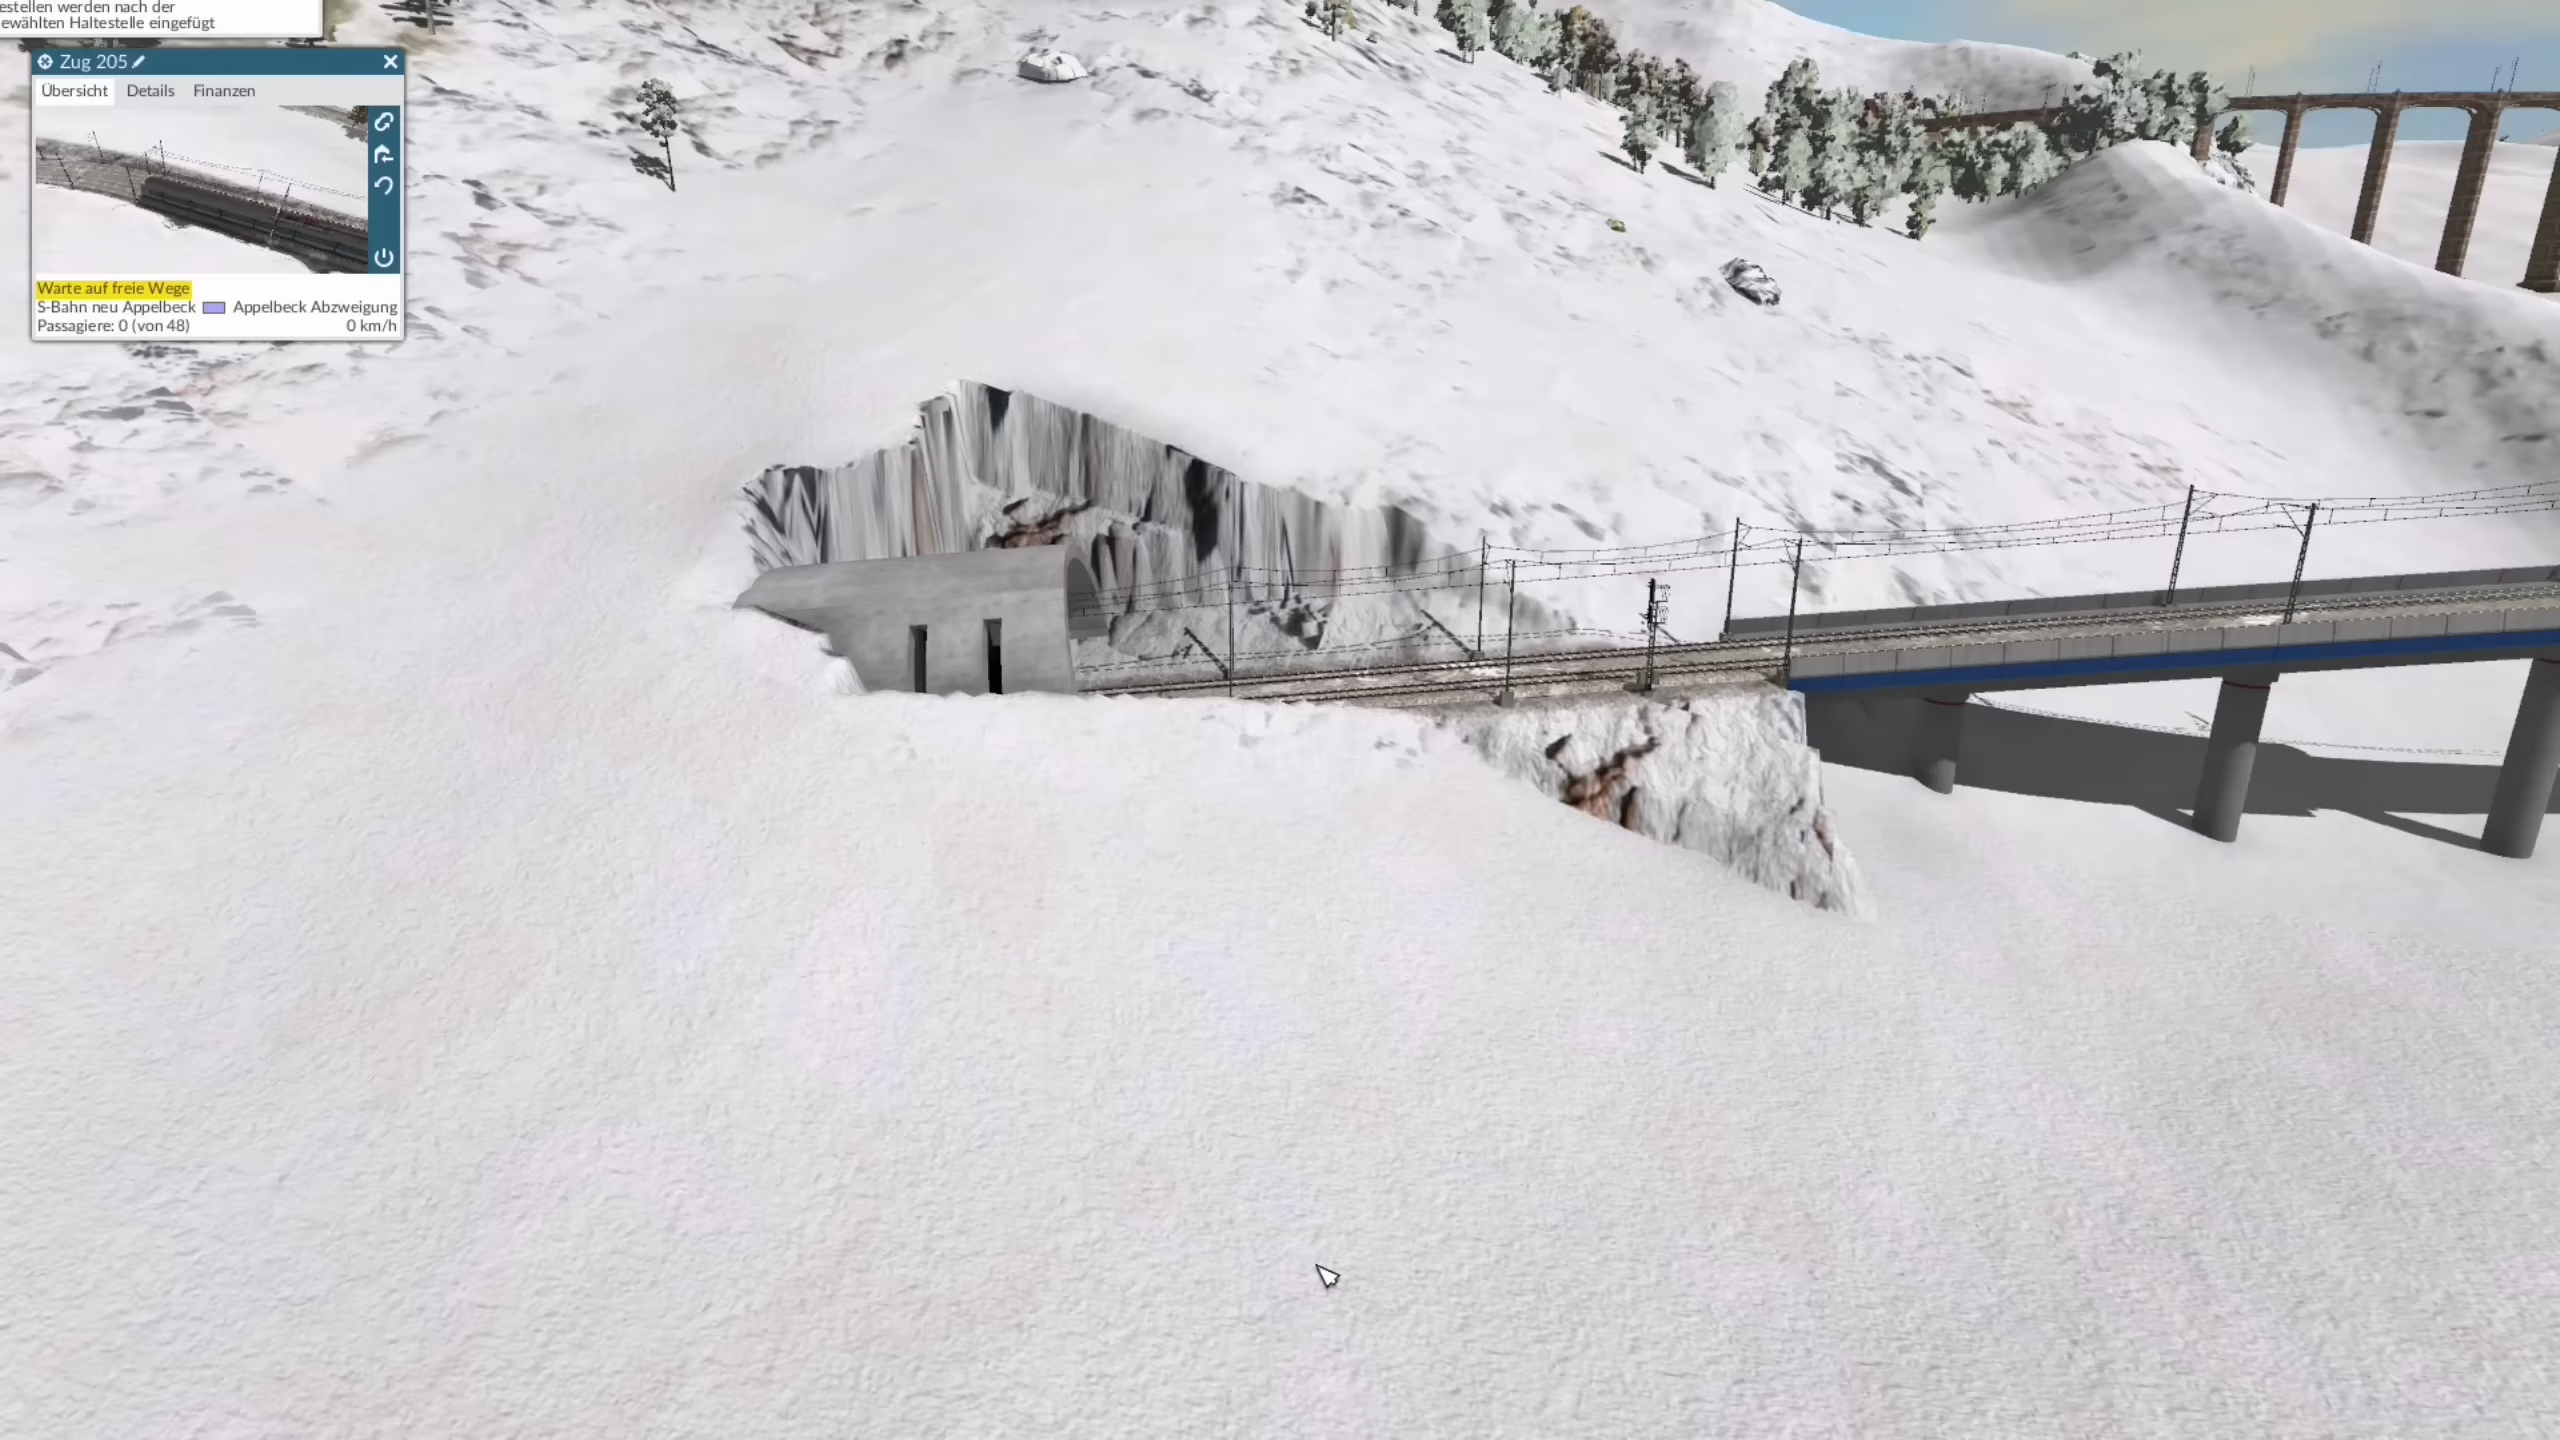 estellen werden nach der
ewählten Haltestelle eingefügt
Zug 205
Übersicht Details Finanzen
Warte auf freie Wege
S-Bahn neu Appelbeck Appelbeck Abzweigung
Passagiere: 0 (von 48) 0 km/h